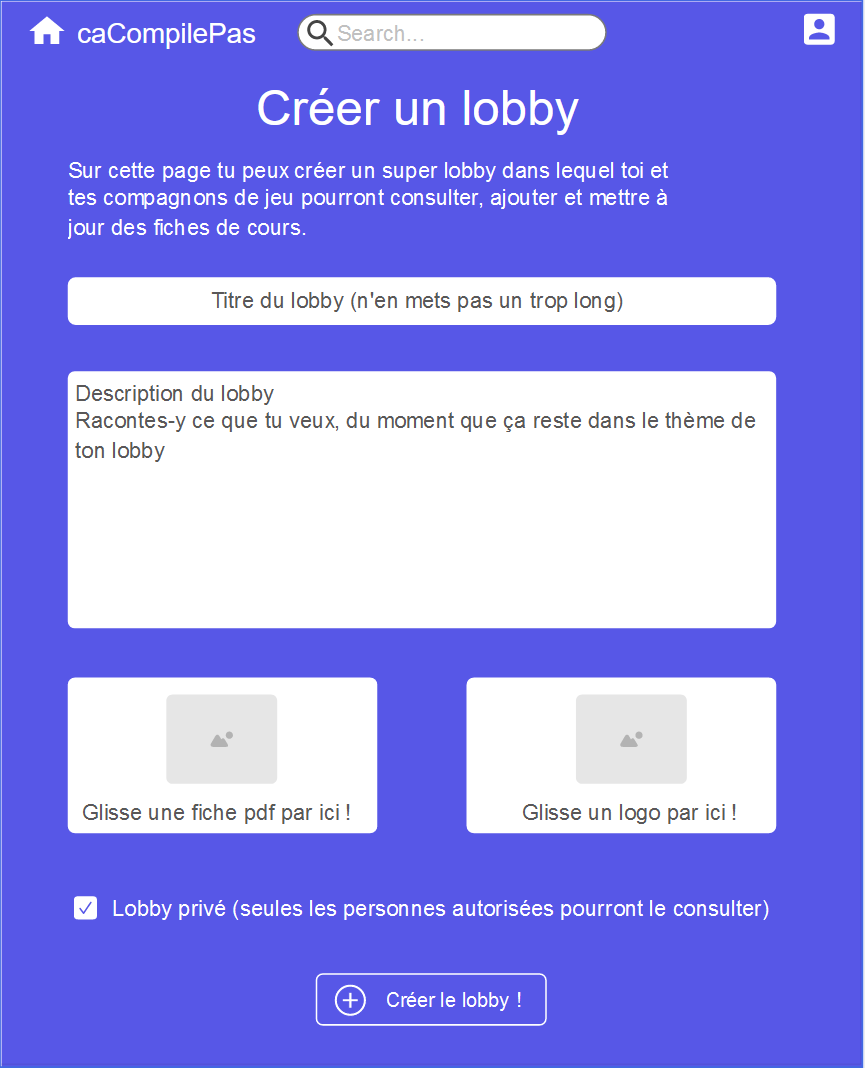 caCompilePas
Search...
Créer un lobby
Sur cette page tu peux créer un super lobby dans lequel toi et
tes compagnons de jeu pourront consulter, ajouter et mettre à
jour des fiches de cours.
Titre du lobby (n'en mets pas un trop long)
Description du lobby
Racontes-y ce que tu veux, du moment que ça reste dans le thème de
ton lobby
Glisse une fiche pdf par ici !
Glisse un logo par ici !
Lobby privé (seules les personnes autorisées pourront le consulter)
Créer le lobby !